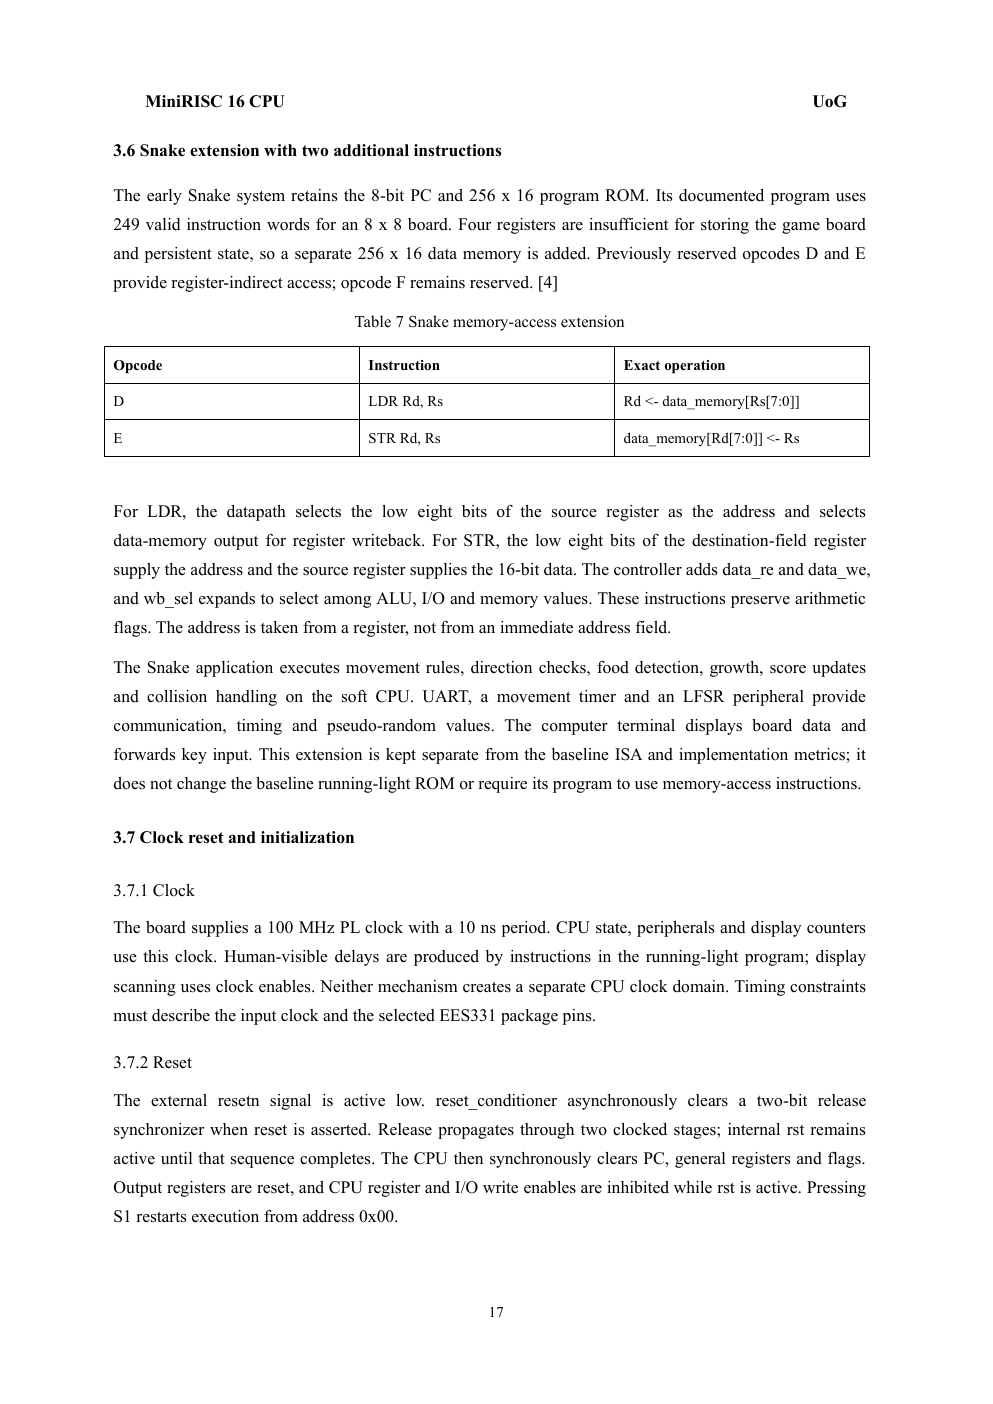 MiniRISC 16 CPU UoG
3.6 Snake extension with two additional instructions
The early Snake system retains the 8-bit PC and 256 x 16 program ROM. Its documented program uses
249 valid instruction words for an 8 x 8 board. Four registers are insufficient for storing the game board
and persistent state, so a separate 256 x 16 data memory is added. Previously reserved opcodes D and E
provide register-indirect access; opcode F remains reserved. [4]
Table 7 Snake memory-access extension
Opcode Instruction Exact operation
D LDR Rd, Rs Rd <- data_memory[Rs[7:0]]
E STR Rd, Rs data_memory[Rd[7:0]] <- Rs
For LDR, the datapath selects the low eight bits of the source register as the address and selects
data-memory output for register writeback. For STR, the low eight bits of the destination-field register
supply the address and the source register supplies the 16-bit data. The controller adds data_re and data_we,
and wb_sel expands to select among ALU, I/O and memory values. These instructions preserve arithmetic
flags. The address is taken from a register, not from an immediate address field.
The Snake application executes movement rules, direction checks, food detection, growth, score updates
and collision handling on the soft CPU. UART, a movement timer and an LFSR peripheral provide
communication, timing and pseudo-random values. The computer terminal displays board data and
forwards key input. This extension is kept separate from the baseline ISA and implementation metrics; it
does not change the baseline running-light ROM or require its program to use memory-access instructions.
3.7 Clock reset and initialization
3.7.1 Clock
The board supplies a 100 MHz PL clock with a 10 ns period. CPU state, peripherals and display counters
use this clock. Human-visible delays are produced by instructions in the running-light program; display
scanning uses clock enables. Neither mechanism creates a separate CPU clock domain. Timing constraints
must describe the input clock and the selected EES331 package pins.
3.7.2 Reset
The external resetn signal is active low. reset_conditioner asynchronously clears a two-bit release
synchronizer when reset is asserted. Release propagates through two clocked stages; internal rst remains
active until that sequence completes. The CPU then synchronously clears PC, general registers and flags.
Output registers are reset, and CPU register and I/O write enables are inhibited while rst is active. Pressing
S1 restarts execution from address 0x00.
17